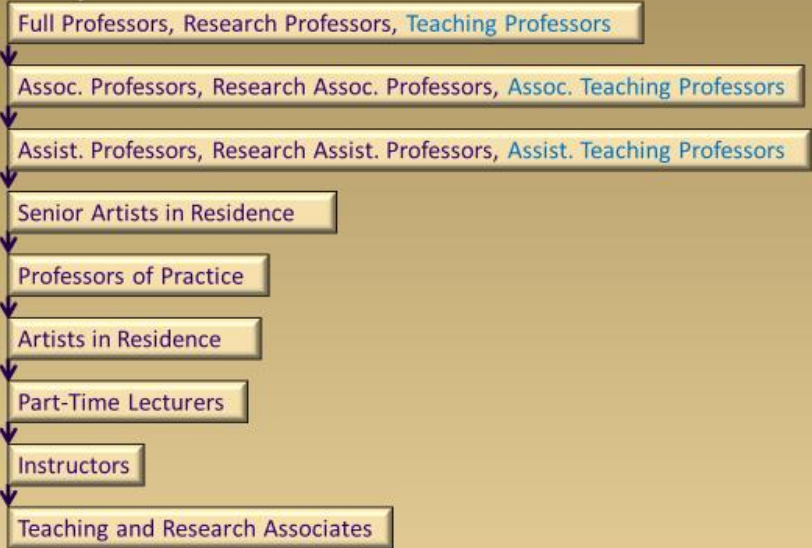 Full Professors, Research Professors, Teaching Professors
Assoc. Professors, Research Assoc. Professors, Assoc. Teaching Professors
Assist. Professors, Research Assist. Professors, Assist. Teaching Professors
Senior Artists in Residence
Professors of Practice
Artists in Residence
Part-Time Lecturers
Instructors
Teaching and Research Associates